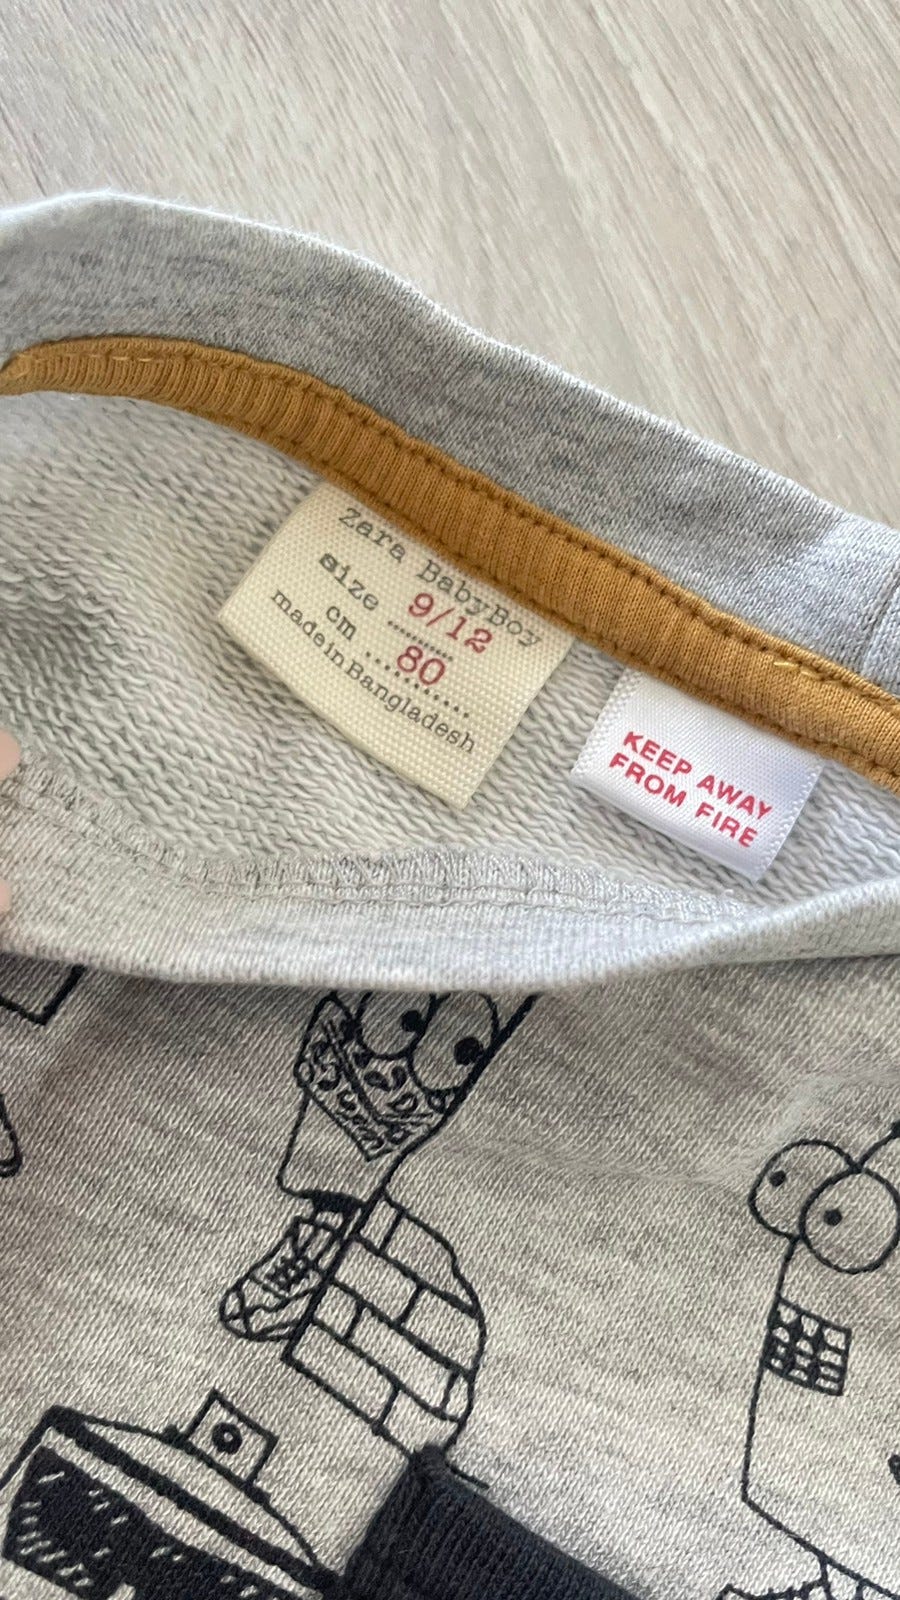 Zara BabyBoy
size 9/12
cm 80
made in Bangladesh
KEEP AWAY
FROM FIRE